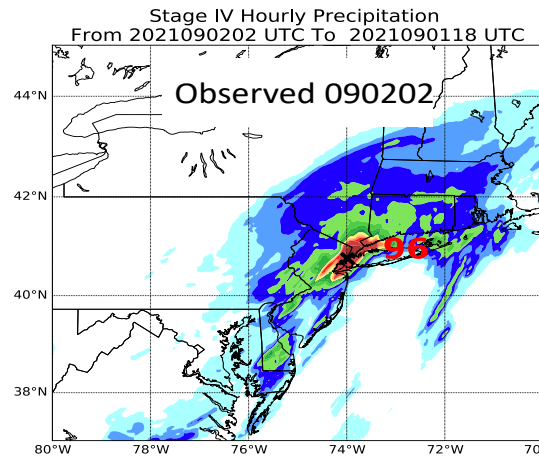 Stage IV Hourly Precipitation
From 2021090202 UTC To 2021090118 UTC
Observed 090202
44°N
42°N
96
40°N
38°N
80°W 78°W 76°W 74°W 72°W 70